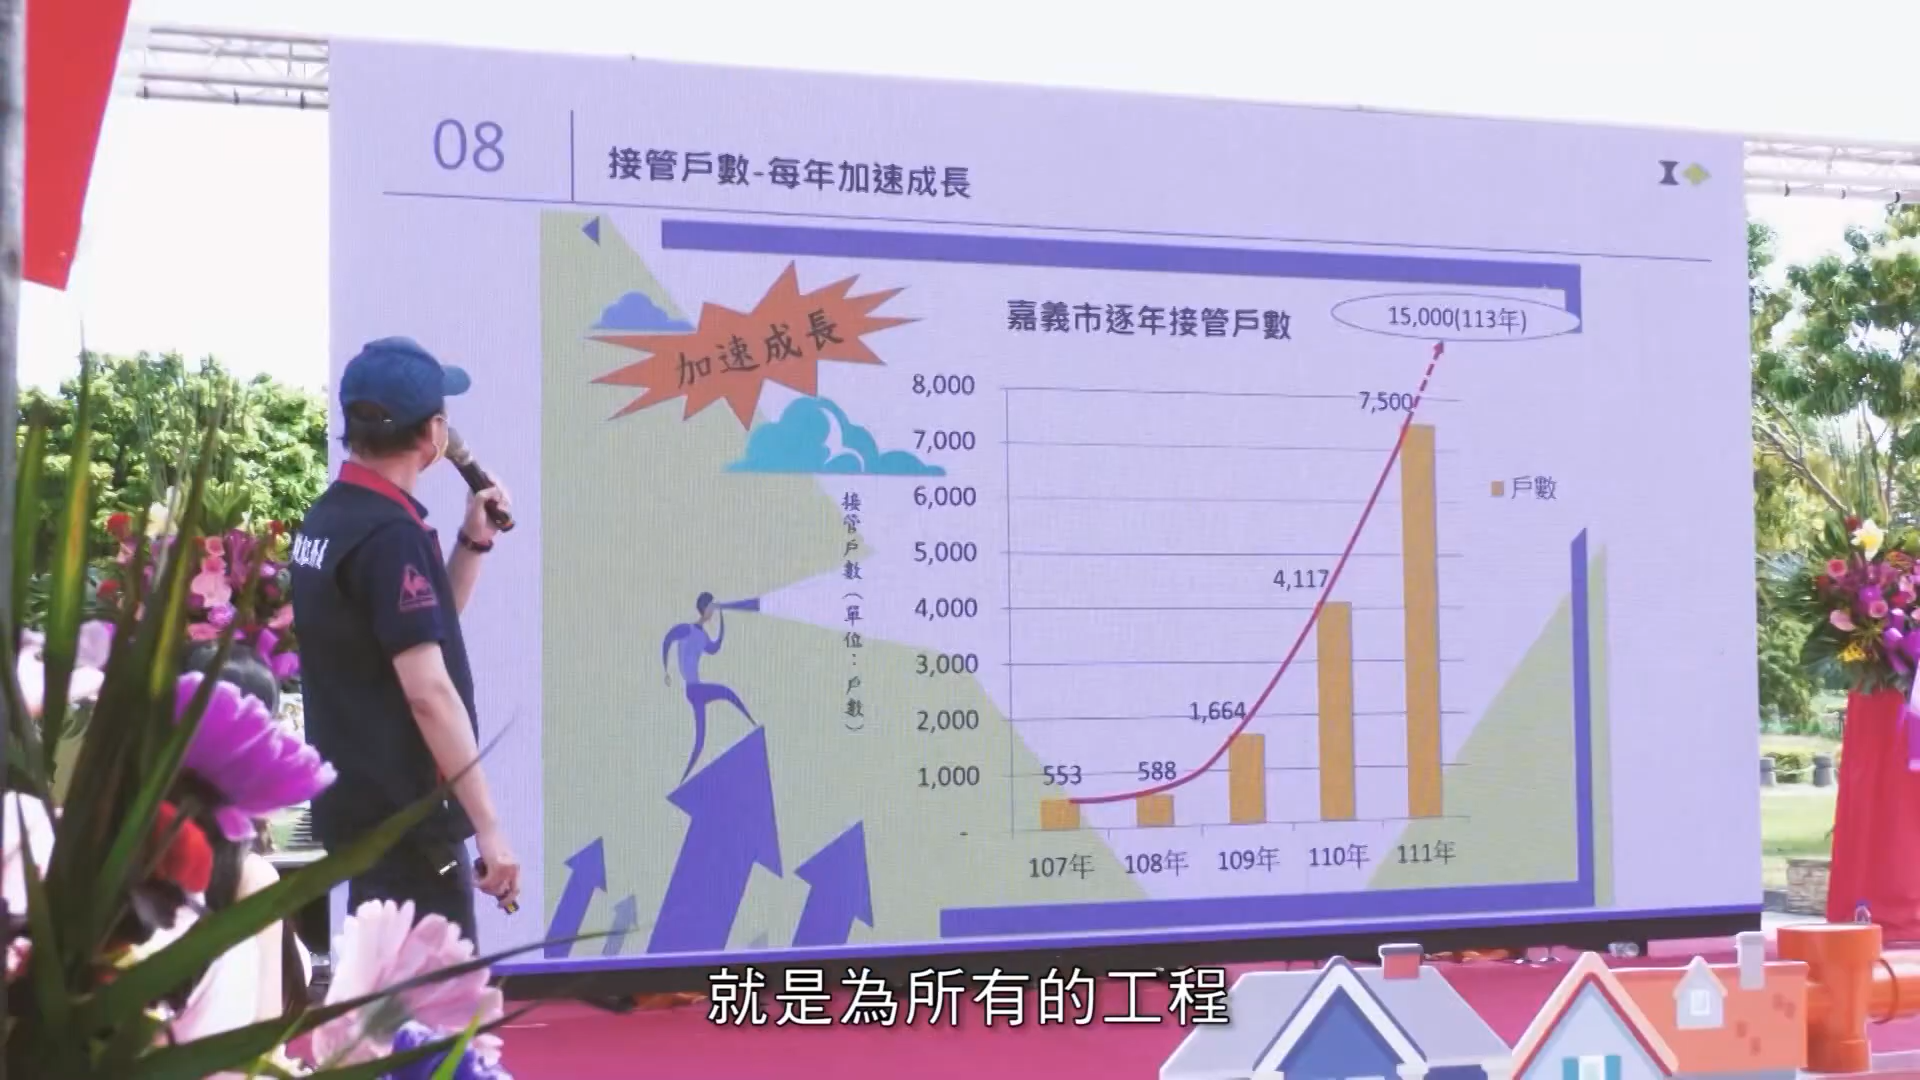 08
接管戶數-每年加速成長
加速成長
嘉義市逐年接管戶數
15,000(113年)
接管戶數(單位:戶數)
8,000
7,000
6,000
5,000
4,000
3,000
2,000
1,000
-
553
588
1,664
4,117
7,500
戶數
107年
108年
109年
110年
111年
就是為所有的工程